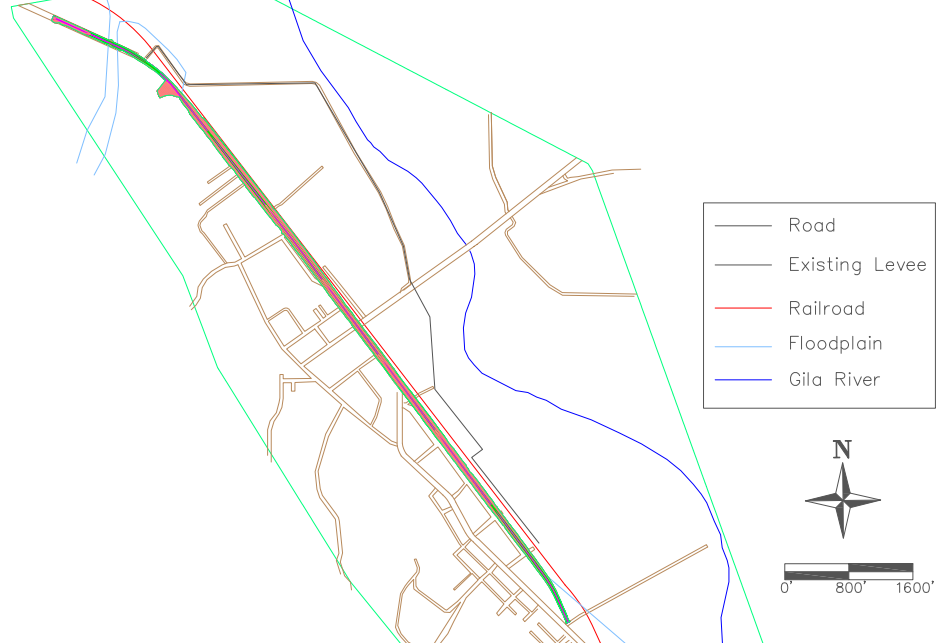 Road
Existing Levee
Railroad
Floodplain
Gila River
N
0' 800' 1600'